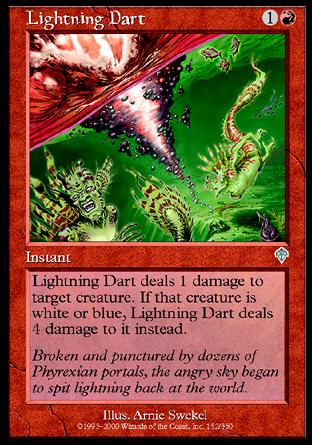 Lightning Dart 1
Instant
Lightning Dart deals 1 damage to
target creature. If that creature is
white or blue, Lightning Dart deals
4 damage to it instead.
Broken and punctured by dozens of
Phyrexian portals, the angry sky began
to spit lightning back at the world.
Illus. Arnie Swekel
©1993-2000 Wizards of the Coast, Inc. 152/350